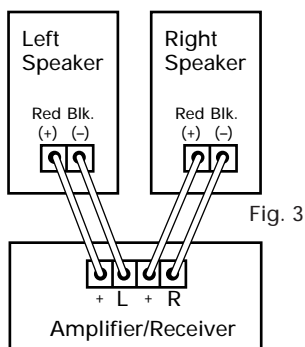 Left
Speaker
Red Blk.
(+) (–)
Right
Speaker
Red Blk.
(+) (–)
Fig. 3
+ L + R
Amplifier/Receiver